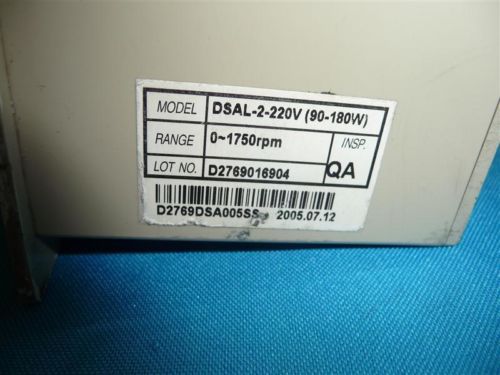 MODEL DSAL-2-220V (90-180W)
RANGE 0~1750rpm INSP.
LOT NO. D2769016904 QA
D2769DSA005SS 2005.07.12